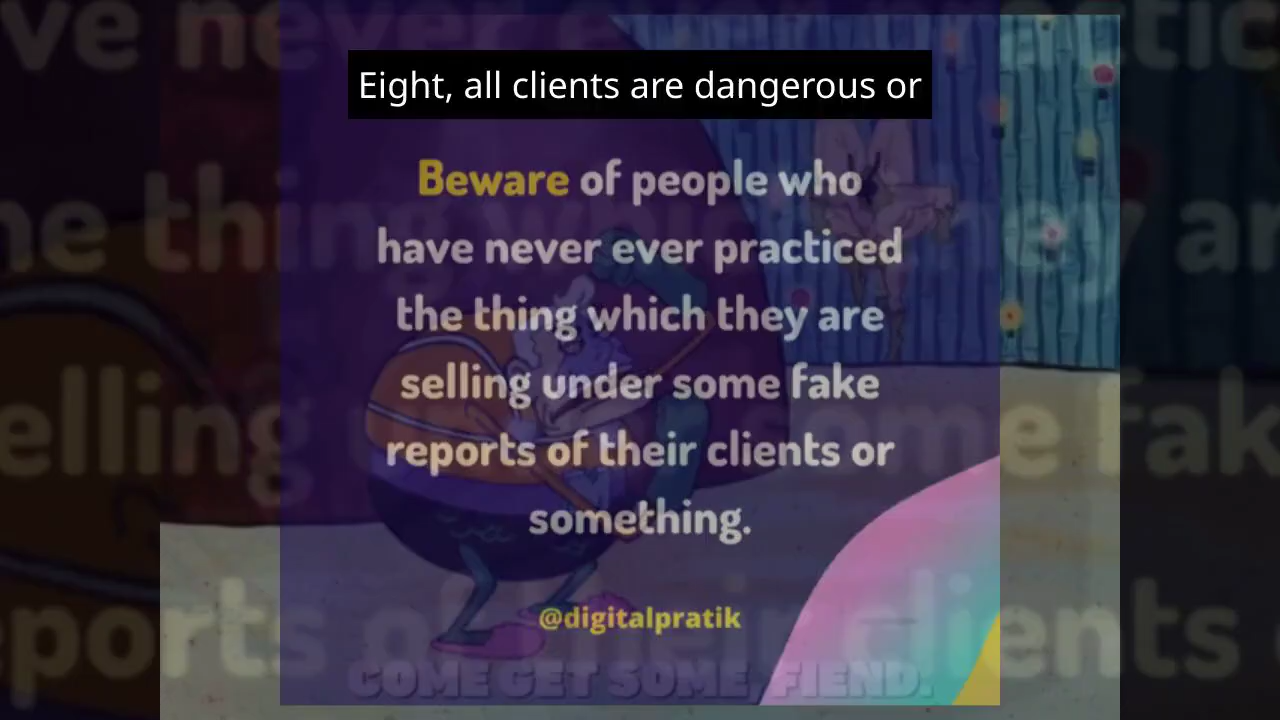 Eight, all clients are dangerous or
Beware of people who
have never ever practiced
the thing which they are
selling under some fake
reports of their clients or
something.
@digitalpratik
COME GET SOME, FIEND.